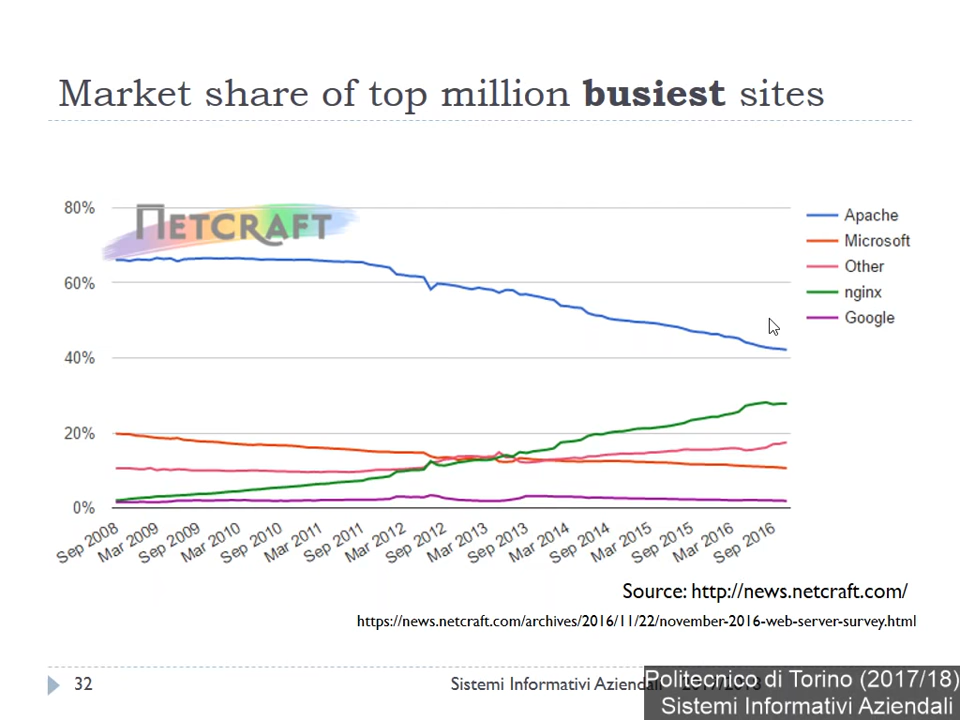 Market share of top million busiest sites
NETCRAFT
80%
60%
40%
20%
0%
Apache
Microsoft
Other
nginx
Google
Sep 2008
Mar 2009
Sep 2009
Mar 2010
Sep 2010
Mar 2011
Sep 2011
Mar 2012
Sep 2012
Mar 2013
Sep 2013
Mar 2014
Sep 2014
Mar 2015
Sep 2015
Mar 2016
Sep 2016
Source: http://news.netcraft.com/
https://news.netcraft.com/archives/2016/11/22/november-2016-web-server-survey.html
32
Sistemi Informativi Aziendali
Politecnico di Torino (2017/18)
Sistemi Informativi Aziendali